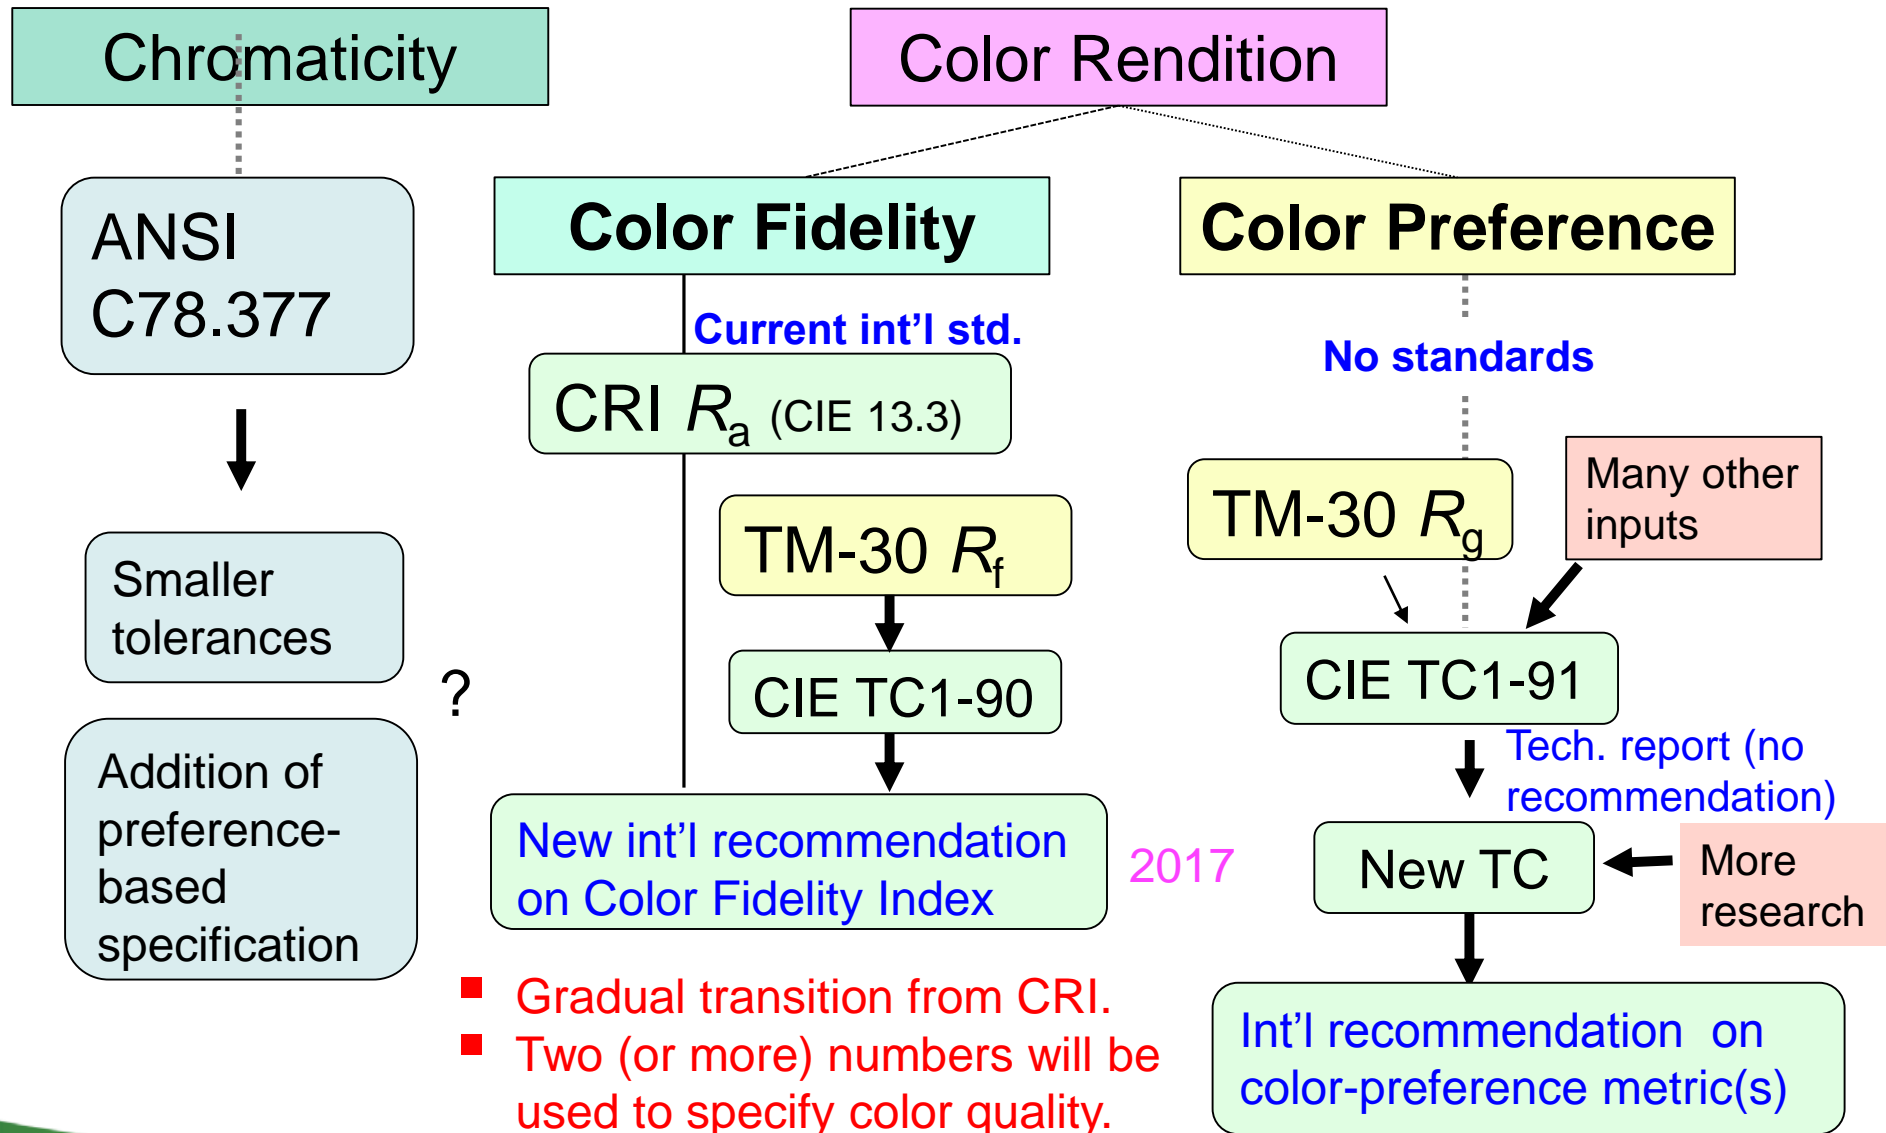 Chromaticity
Color Rendition
ANSI
C78.377
Smaller
tolerances
?
Addition of
preference-
based
specification
Color Fidelity
Current int’l std.
CRI Ra (CIE 13.3)
TM-30 Rf
CIE TC1-90
New int’l recommendation
on Color Fidelity Index
2017
Color Preference
No standards
TM-30 Rg
Many other
inputs
CIE TC1-91
Tech. report (no
recommendation)
New TC
More
research
Int’l recommendation on
color-preference metric(s)
Gradual transition from CRI.
Two (or more) numbers will be
used to specify color quality.